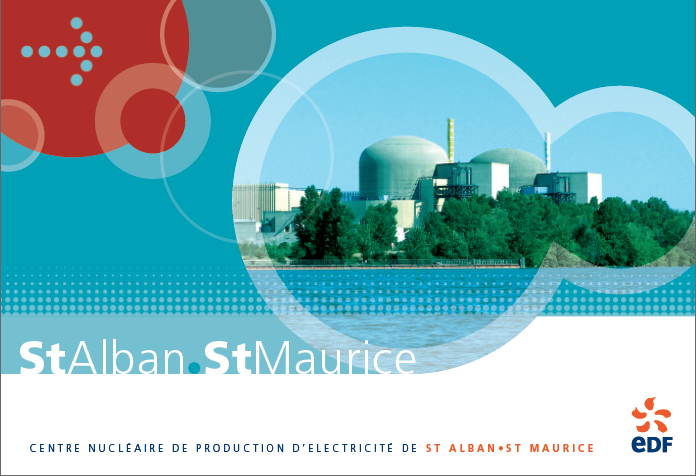 StAlban.StMaurice
CENTRE NUCLÉAIRE DE PRODUCTION D'ELECTRICITÉ DE ST ALBAN•ST MAURICE
eDF